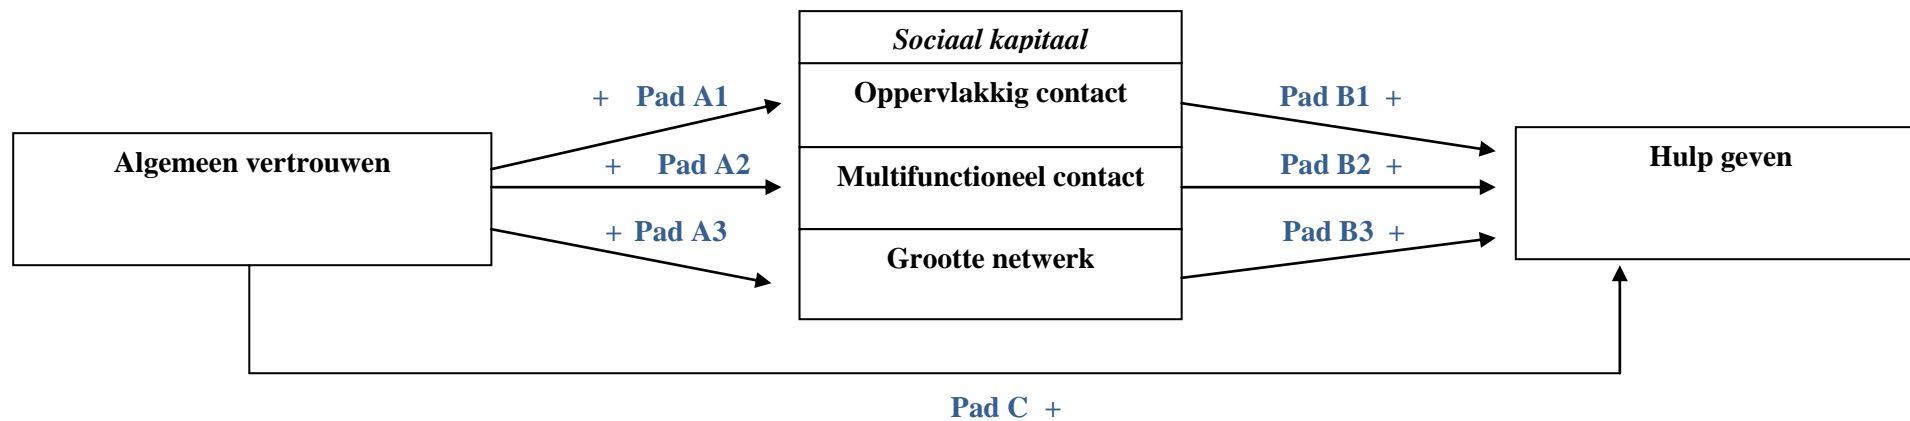 Sociaal kapitaal
+ Pad A1
Oppervlakkig contact
Pad B1 +
Algemeen vertrouwen
+ Pad A2
Multifunctioneel contact
Pad B2 +
Hulp geven
+ Pad A3
Grootte netwerk
Pad B3 +
Pad C +